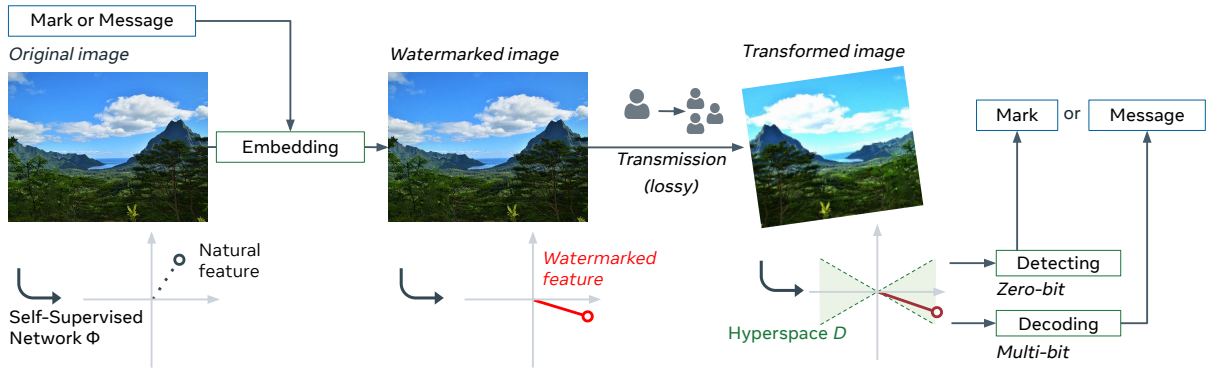 Mark or Message
Original image
Embedding
Natural
feature
Self-Supervised
Network Φ
Watermarked image
Watermarked
feature
Transmission
(lossy)
Transformed image
Hyperspace D
Mark or Message
Detecting
Zero-bit
Decoding
Multi-bit